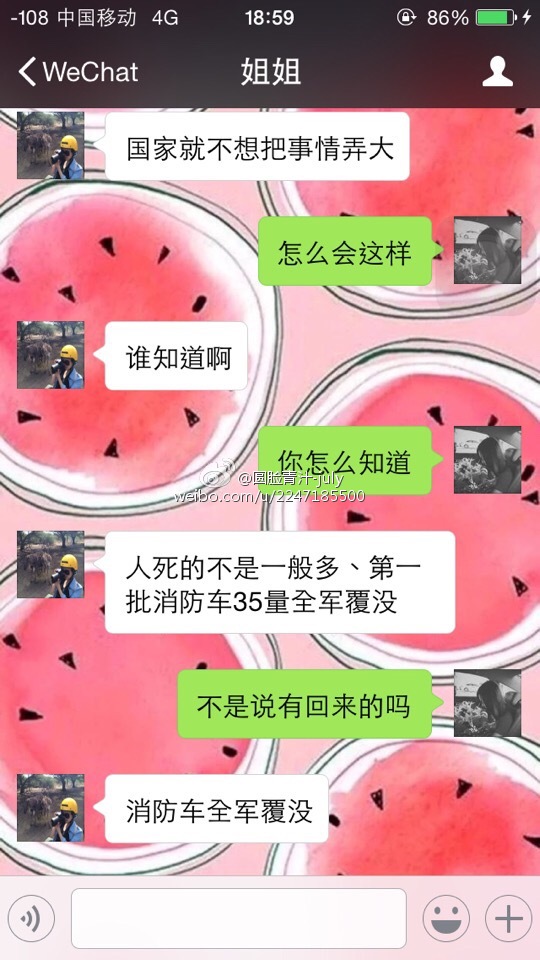 -108 中国移动 4G 18:59 86%
WeChat 姐姐
国家就不想把事情弄大
怎么会这样
谁知道啊
你怎么知道
@圆脸青汁-july
weibo.com/u/2247185500
人死的不是一般多、第一
批消防车35量全军覆没
不是说有回来的吗
消防车全军覆没